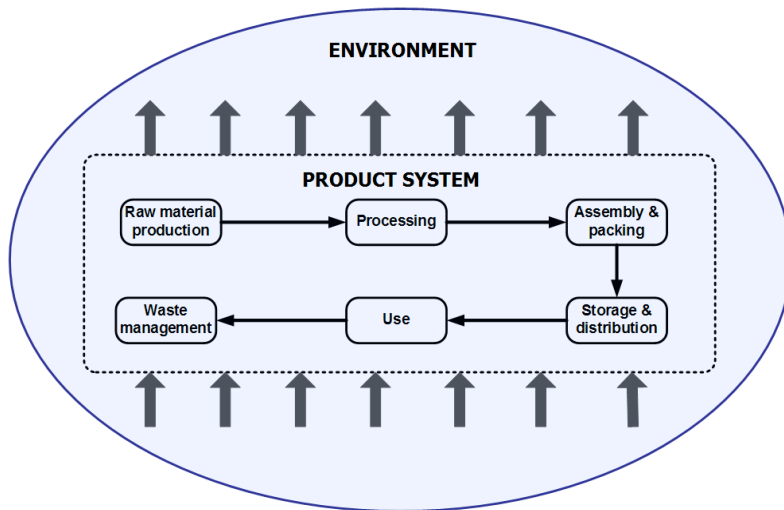 ENVIRONMENT
PRODUCT SYSTEM
Raw material
production
Processing
Assembly &
packing
Waste
management
Use
Storage &
distribution